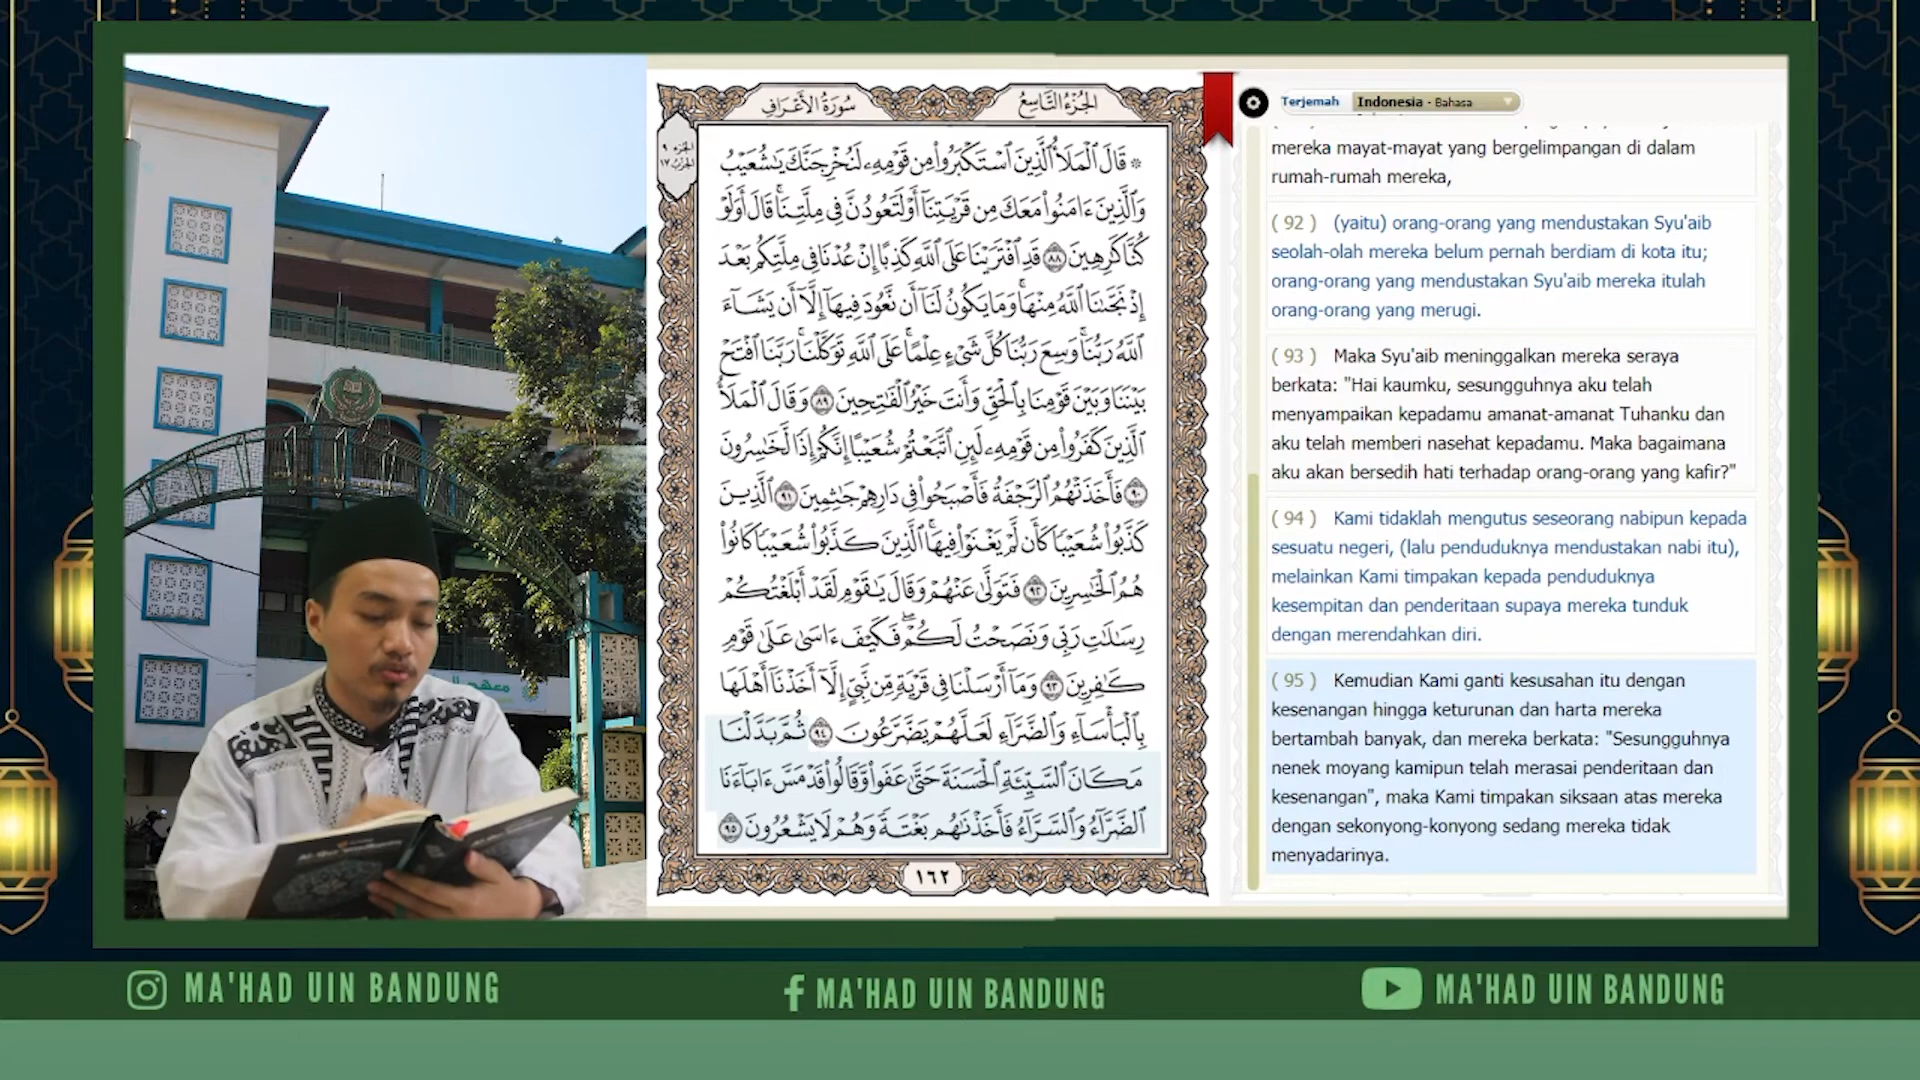 سُورَةُ الأَعْرَافِ
الجُزْءُ التَّاسِعُ
الجزء ٩
الحزب ١٧
۞ قَالَ ٱلْمَلَأُ ٱلَّذِينَ ٱسْتَكْبَرُواْ مِن قَوْمِهِۦ لَنُخْرِجَنَّكَ يَٰشُعَيْبُ
وَٱلَّذِينَ ءَامَنُواْ مَعَكَ مِن قَرْيَتِنَآ أَوْ لَتَعُودُنَّ فِي مِلَّتِنَاۚ قَالَ أَوَلَوْ
كُنَّا كَٰرِهِينَ ٨٨ قَدِ ٱفْتَرَيْنَا عَلَى ٱللَّهِ كَذِبًا إِنْ عُدْنَا فِي مِلَّتِكُم بَعْدَ
إِذْ نَجَّىٰنَا ٱللَّهُ مِنْهَاۚ وَمَا يَكُونُ لَنَآ أَن نَّعُودَ فِيهَآ إِلَّآ أَن يَشَآءَ
ٱللَّهُ رَبُّنَاۚ وَسِعَ رَبُّنَا كُلَّ شَيْءٍ عِلْمًاۚ عَلَى ٱللَّهِ تَوَكَّلْنَاۚ رَبَّنَا ٱفْتَحْ
بَيْنَنَا وَبَيْنَ قَوْمِنَا بِٱلْحَقِّ وَأَنتَ خَيْرُ ٱلْفَٰتِحِينَ ٨٩ وَقَالَ ٱلْمَلَأُ
ٱلَّذِينَ كَفَرُواْ مِن قَوْمِهِۦ لَئِنِ ٱتَّبَعْتُمْ شُعَيْبًا إِنَّكُمْ إِذًا لَّخَٰسِرُونَ
٩٠ فَأَخَذَتْهُمُ ٱلرَّجْفَةُ فَأَصْبَحُواْ فِي دَارِهِمْ جَٰثِمِينَ ٩١ ٱلَّذِينَ
كَذَّبُواْ شُعَيْبًا كَأَن لَّمْ يَغْنَوْاْ فِيهَاۚ ٱلَّذِينَ كَذَّبُواْ شُعَيْبًا كَانُواْ
هُمُ ٱلْخَٰسِرِينَ ٩٢ فَتَوَلَّىٰ عَنْهُمْ وَقَالَ يَٰقَوْمِ لَقَدْ أَبْلَغْتُكُمْ
رِسَٰلَٰتِ رَبِّي وَنَصَحْتُ لَكُمْۖ فَكَيْفَ ءَاسَىٰ عَلَىٰ قَوْمٍ
كَٰفِرِينَ ٩٣ وَمَآ أَرْسَلْنَا فِي قَرْيَةٍ مِّن نَّبِيٍّ إِلَّآ أَخَذْنَآ أَهْلَهَا
بِٱلْبَأْسَآءِ وَٱلضَّرَّآءِ لَعَلَّهُمْ يَضَّرَّعُونَ ٩٤ ثُمَّ بَدَّلْنَا
مَكَانَ ٱلسَّيِّئَةِ ٱلْحَسَنَةَ حَتَّىٰ عَفَواْ وَّقَالُواْ قَدْ مَسَّ ءَابَآءَنَا
ٱلضَّرَّآءُ وَٱلسَّرَّآءُ فَأَخَذْنَٰهُم بَغْتَةً وَهُمْ لَا يَشْعُرُونَ ٩٥
١٦٢
Terjemah Indonesia - Bahasa
mereka mayat-mayat yang bergelimpangan di dalam
rumah-rumah mereka,
( 92 ) (yaitu) orang-orang yang mendustakan Syu'aib
seolah-olah mereka belum pernah berdiam di kota itu;
orang-orang yang mendustakan Syu'aib mereka itulah
orang-orang yang merugi.
( 93 ) Maka Syu'aib meninggalkan mereka seraya
berkata: "Hai kaumku, sesungguhnya aku telah
menyampaikan kepadamu amanat-amanat Tuhanku dan
aku telah memberi nasehat kepadamu. Maka bagaimana
aku akan bersedih hati terhadap orang-orang yang kafir?"
( 94 ) Kami tidaklah mengutus seseorang nabipun kepada
sesuatu negeri, (lalu penduduknya mendustakan nabi itu),
melainkan Kami timpakan kepada penduduknya
kesempitan dan penderitaan supaya mereka tunduk
dengan merendahkan diri.
( 95 ) Kemudian Kami ganti kesusahan itu dengan
kesenangan hingga keturunan dan harta mereka
bertambah banyak, dan mereka berkata: "Sesungguhnya
nenek moyang kamipun telah merasai penderitaan dan
kesenangan", maka Kami timpakan siksaan atas mereka
dengan sekonyong-konyong sedang mereka tidak
menyadarinya.
MA'HAD UIN BANDUNG
MA'HAD UIN BANDUNG
MA'HAD UIN BANDUNG